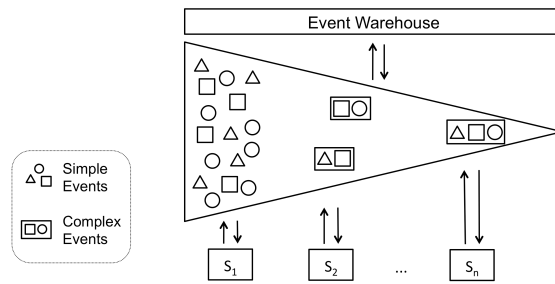 Event Warehouse
Simple
Events
Complex
Events
S1
S2
...
Sn